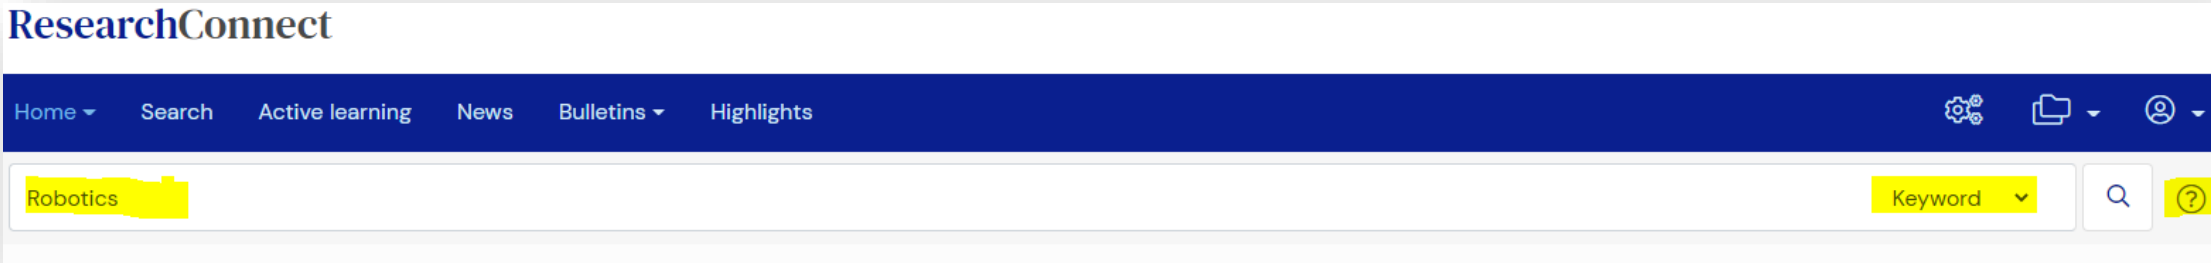 ResearchConnect
Home Search Active learning News Bulletins Highlights
Robotics Keyword ?